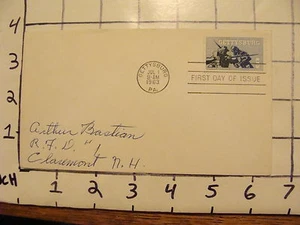 GETTYSBURG
GETTYSBURG
JUL 1
1963
PA.
FIRST DAY OF ISSUE
Arthur Bastian
R.F.D. "1
Claremont N.H.
4
3
2
1
INCH 1 2 3 4 5 6 7